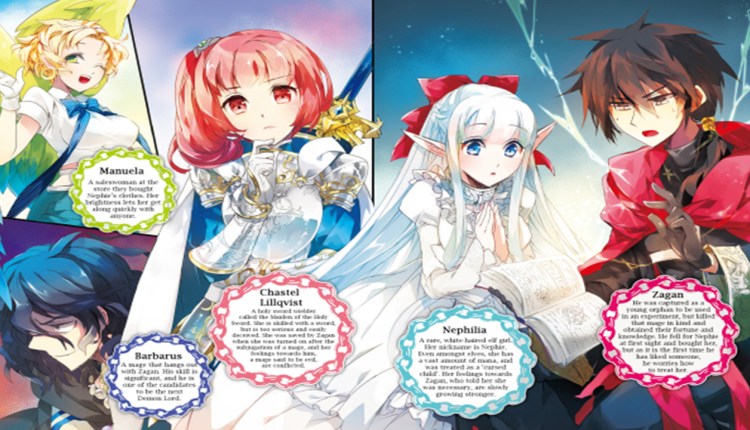 Manuela
A saleswoman at the
store they bought
Nephie's clothes. Her
brightness lets her get
along quickly with
anyone.
Chastel
Lillqvist
A holy sword wielder
called the Maiden of the Holy
Sword. She is skilled with a sword,
but is too serious and easily
deceived. She was saved by Zagan
when she was turned on after the
subjugation of a mage, and her
feelings towards him,
a mage said to be evil,
are conflicted.
Barbarus
A mage that hangs out
with Zagan. His skill is
significant, and he is
one of the candidates
to be the next
Demon Lord.
Nephilia
A rare, white haired elf girl.
Her nickname is Nephie.
Even amongst elves, she has
a vast amount of mana, and
was treated as a 'cursed
child'. Her feelings towards
Zagan, who told her she
was necessary, are slowly
growing stronger.
Zagan
He was captured as a
young orphan to be used
in an experiment, but killed
that mage in kind and
obtained their fortune and
knowledge. He fell for Nephie
at first sight and bought her,
but as it is the first time he
has liked someone,
he worries how
to treat her.